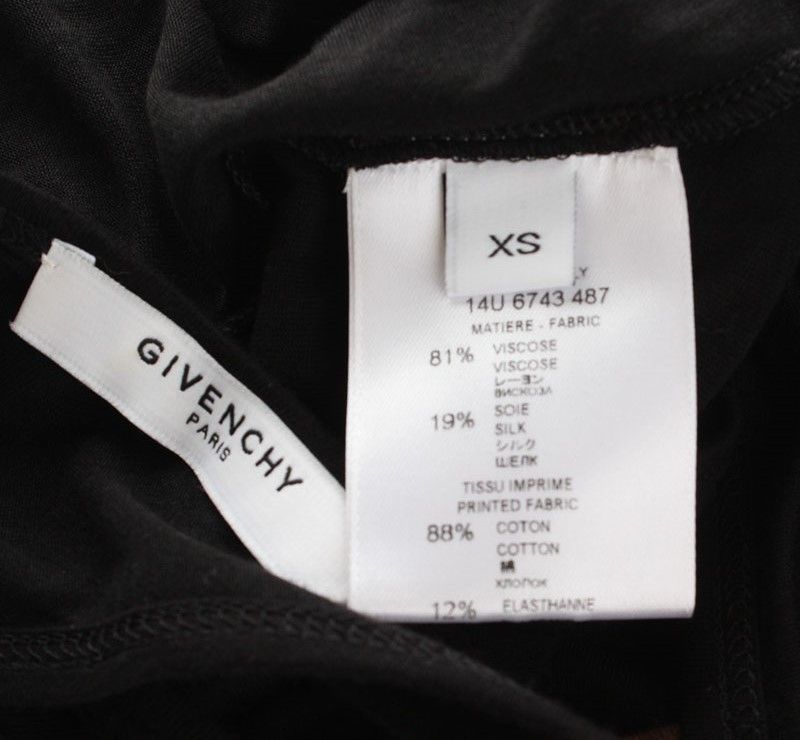 GIVENCHY
PARIS
XS
LY
14U 6743 487
MATIERE - FABRIC
81% VISCOSE
VISCOSE
レーヨン
ВИСКОЗА
19% SOIE
SILK
シルク
ШЕЛК
TISSU IMPRIME
PRINTED FABRIC
88% COTON
COTTON
綿
ХЛОПОК
12% ELASTHANNE